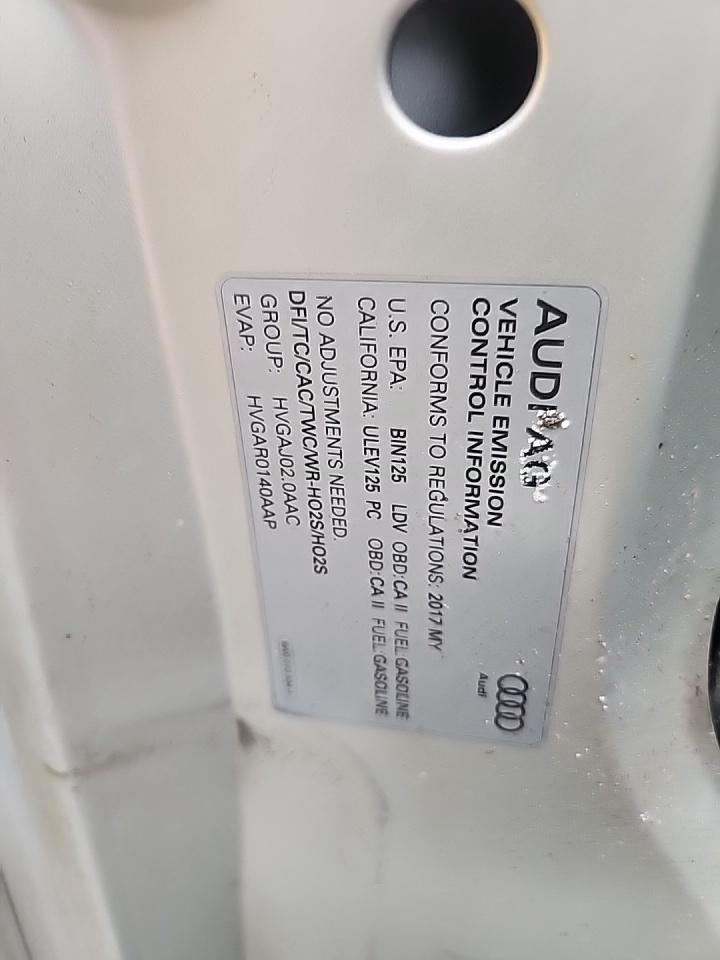 AUDI AG
VEHICLE EMISSION
CONTROL INFORMATION
Audi
CONFORMS TO REGULATIONS: 2017 MY
U.S. EPA: BIN125 LDV OBD:CA II FUEL:GASOLINE
CALIFORNIA: ULEV125 PC OBD:CA II FUEL:GASOLINE
NO ADJUSTMENTS NEEDED.
DFI/TC/CAC/TWC/WR-HO2S/HO2S
GROUP: HVGAJ02.0AAC
EVAP: HVGAR0140AAP